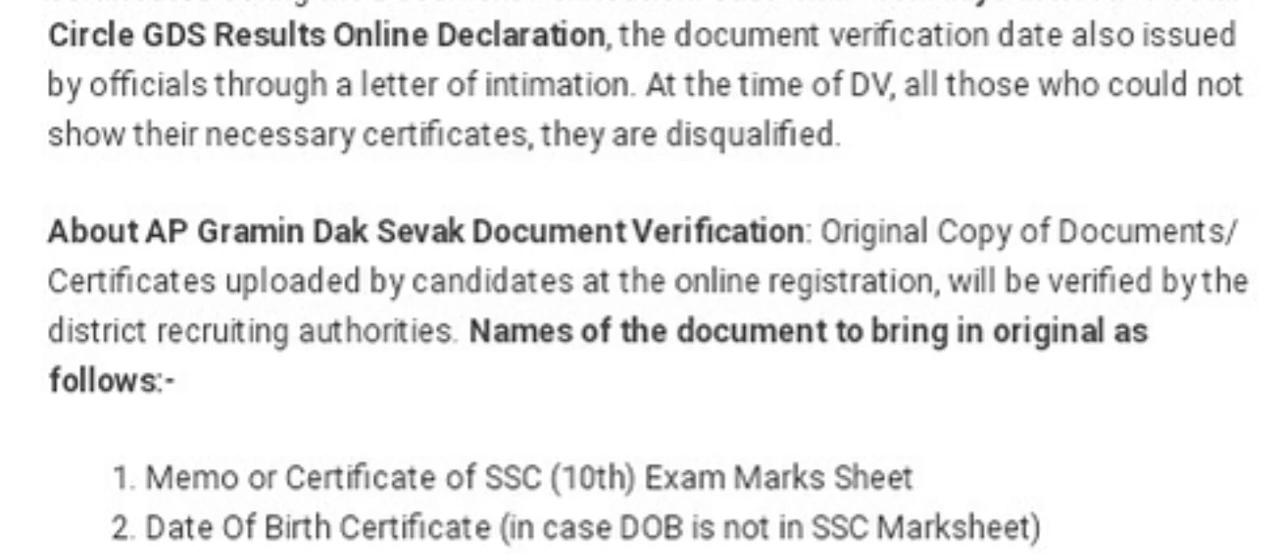 Circle GDS Results Online Declaration, the document verification date also issued
by officials through a letter of intimation. At the time of DV, all those who could not
show their necessary certificates, they are disqualified.
About AP Gramin Dak Sevak Document Verification: Original Copy of Documents/
Certificates uploaded by candidates at the online registration, will be verified by the
district recruiting authorities. Names of the document to bring in original as
follows:-
1. Memo or Certificate of SSC (10th) Exam Marks Sheet
2. Date Of Birth Certificate (in case DOB is not in SSC Marksheet)